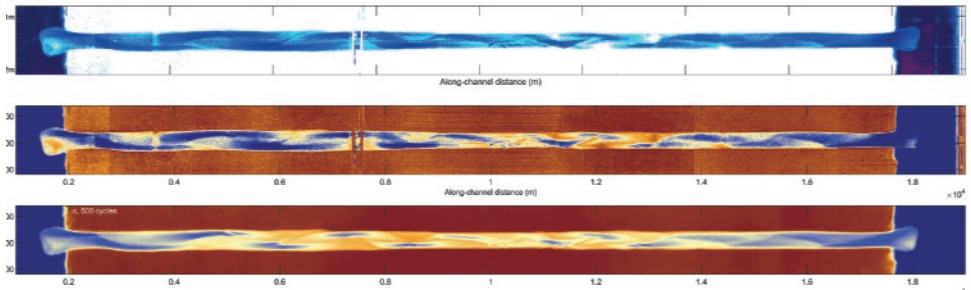 Along-channel distance (m)
0.2 0.4 0.6 0.8 1 1.2 1.4 1.6 1.8
Along-channel distance (m) ×10⁴
c, 500 cycles
0.2 0.4 0.6 0.8 1 1.2 1.4 1.6 1.8